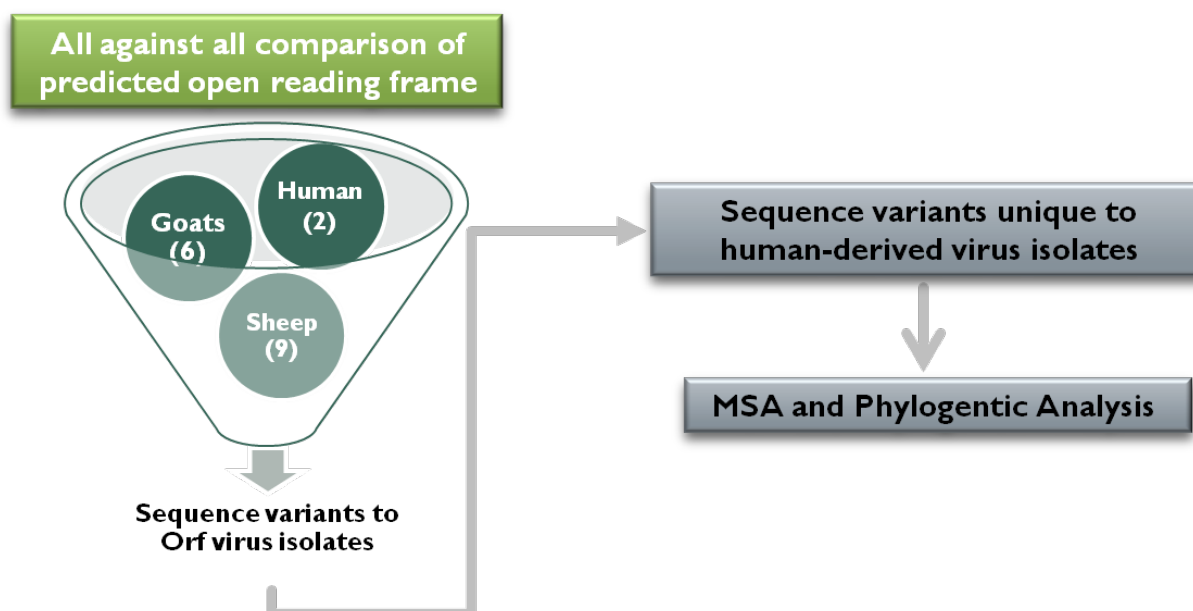 All against all comparison of
predicted open reading frame
Human
(2)
Goats
(6)
Sheep
(9)
Sequence variants to
Orf virus isolates
Sequence variants unique to
human-derived virus isolates
MSA and Phylogentic Analysis